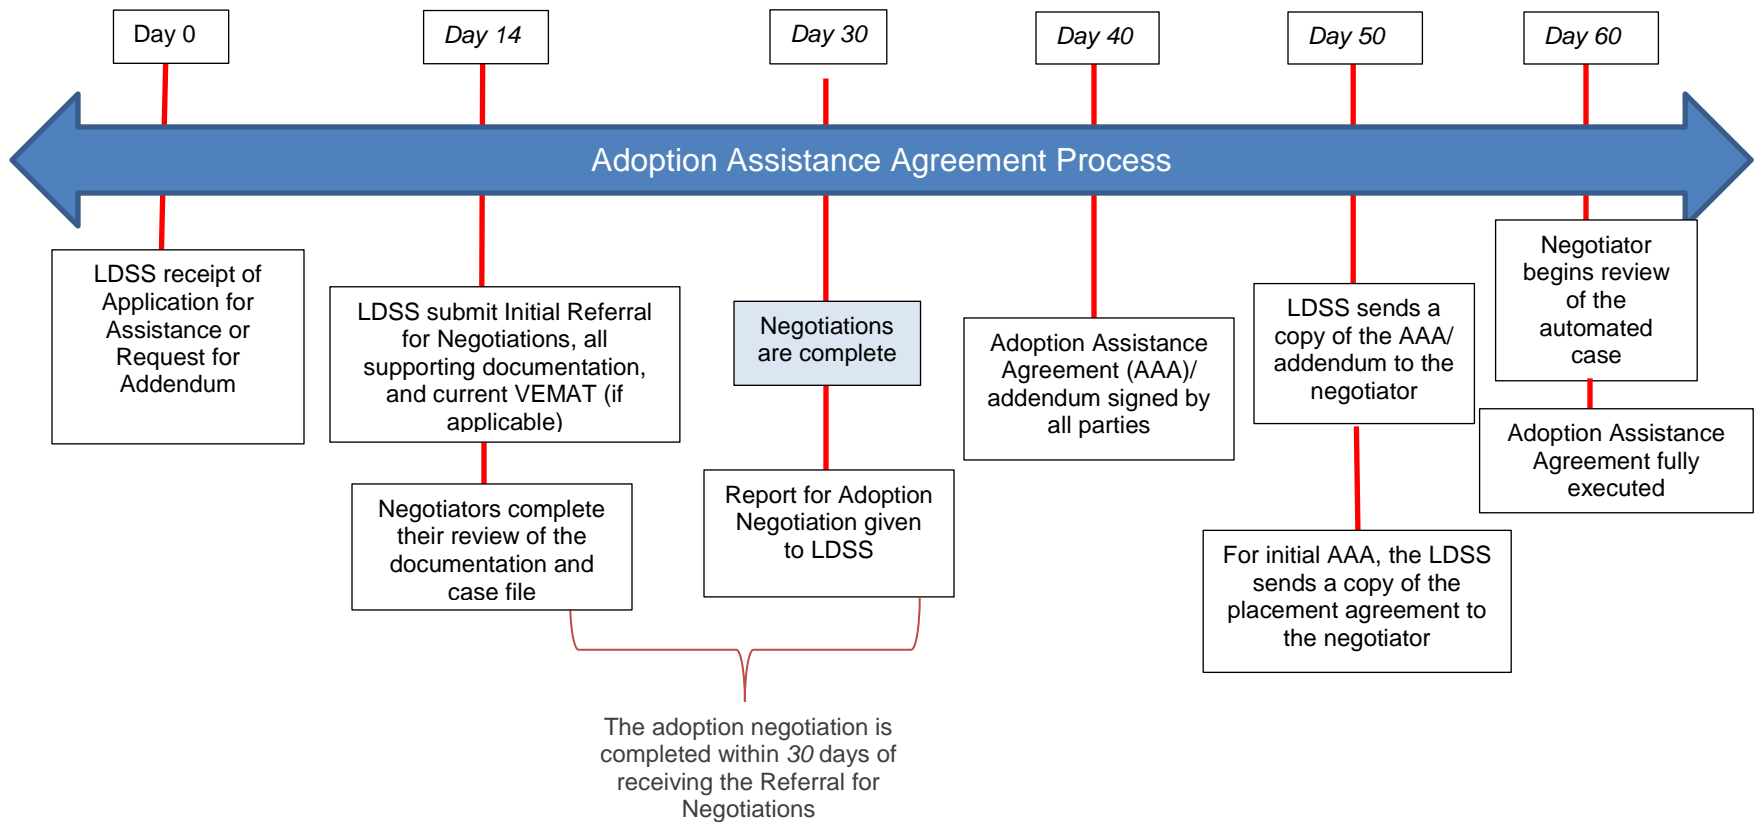 Day 0
Day 14
Day 30
Day 40
Day 50
Day 60
Adoption Assistance Agreement Process
LDSS receipt of
Application for
Assistance or
Request for
Addendum
LDSS submit Initial Referral
for Negotiations, all
supporting documentation,
and current VEMAT (if
applicable)
Negotiators complete
their review of the
documentation and
case file
Negotiations
are complete
Report for Adoption
Negotiation given
to LDSS
The adoption negotiation is
completed within 30 days of
receiving the Referral for
Negotiations
Adoption Assistance
Agreement (AAA)/
addendum signed by
all parties
LDSS sends a
copy of the AAA/
addendum to the
negotiator
For initial AAA, the LDSS
sends a copy of the
placement agreement to
the negotiator
Negotiator
begins review
of the
automated
case
Adoption Assistance
Agreement fully
executed